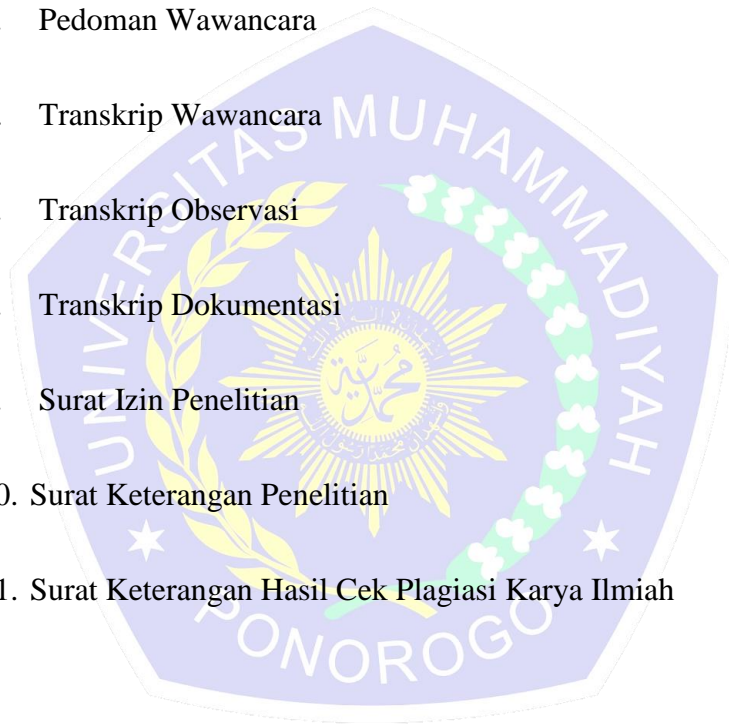 Pedoman Wawancara
Transkrip Wawancara
Transkrip Observasi
Transkrip Dokumentasi
Surat Izin Penelitian
0. Surat Keterangan Penelitian
1. Surat Keterangan Hasil Cek Plagiasi Karya Ilmiah
UNIVERSITAS MUHAMMADIYAH
PONOROGO
محمدية